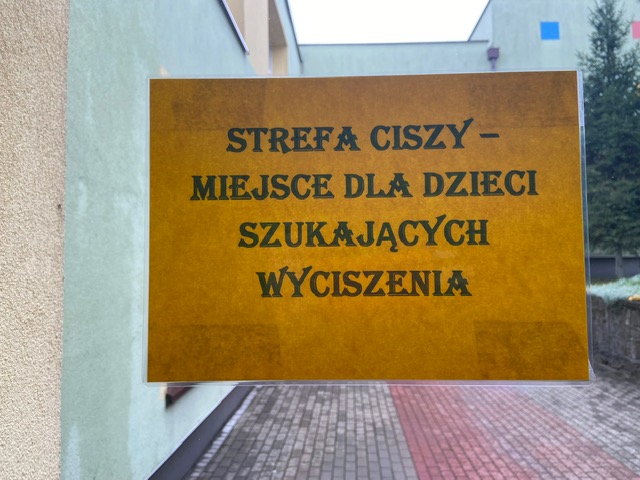 STREFA CISZY –
MIEJSCE DLA DZIECI
SZUKAJĄCYCH
WYCISZENIA